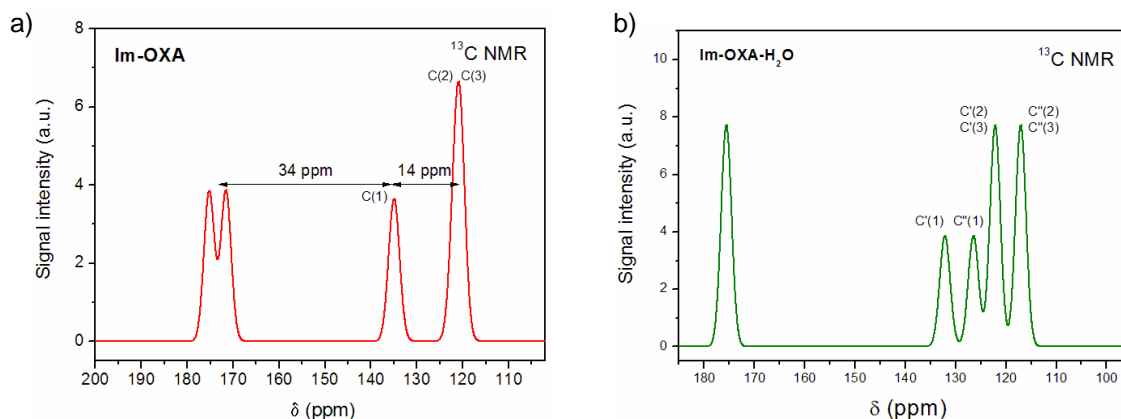 a)
Im-OXA
¹³C NMR
C(2) C(3)
34 ppm
14 ppm
C(1)
Signal intensity (a.u.)
8
6
4
2
0
200 190 180 170 160 150 140 130 120 110
δ (ppm)
b)
Im-OXA-H₂O
¹³C NMR
C'(2) C"(2)
C'(3) C"(3)
C'(1) C"(1)
Signal intensity (a.u.)
10
8
6
4
2
0
180 170 160 150 140 130 120 110 100
δ (ppm)